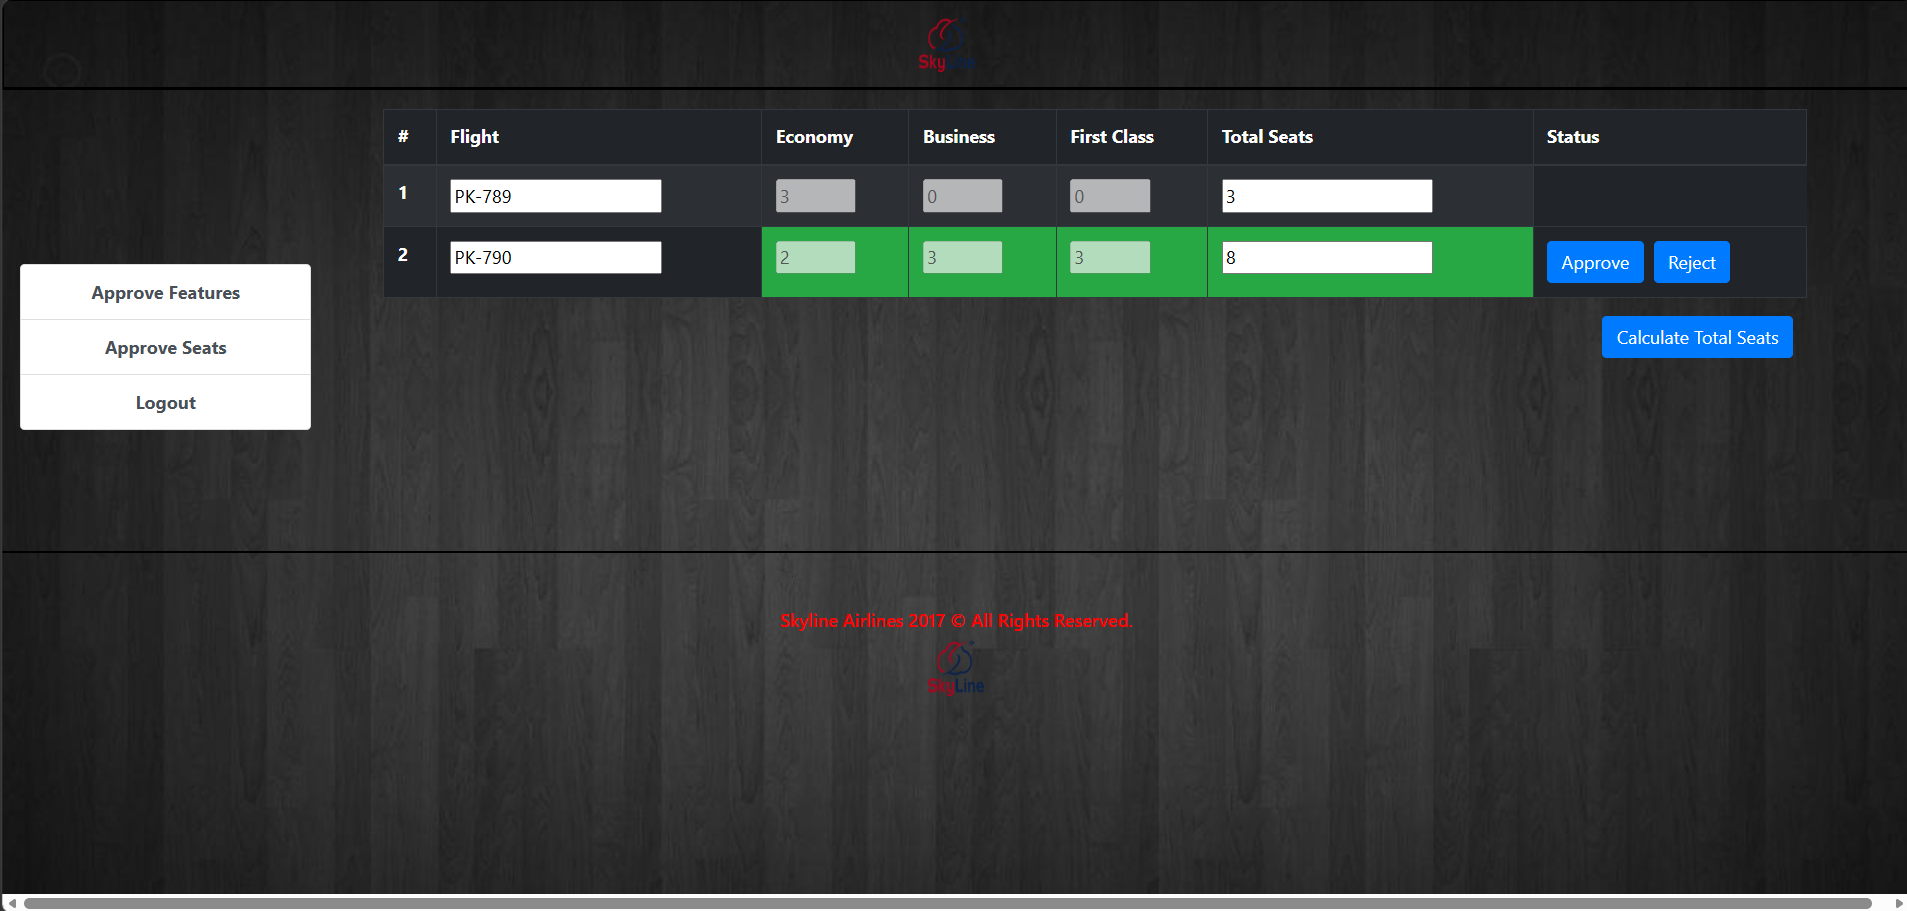 SkyLine
# Flight Economy Business First Class Total Seats Status
1 PK-789 3 0 0 3
2 PK-790 2 3 3 8 Approve Reject
Calculate Total Seats
Approve Features
Approve Seats
Logout
Skyline Airlines 2017 © All Rights Reserved.
SkyLine